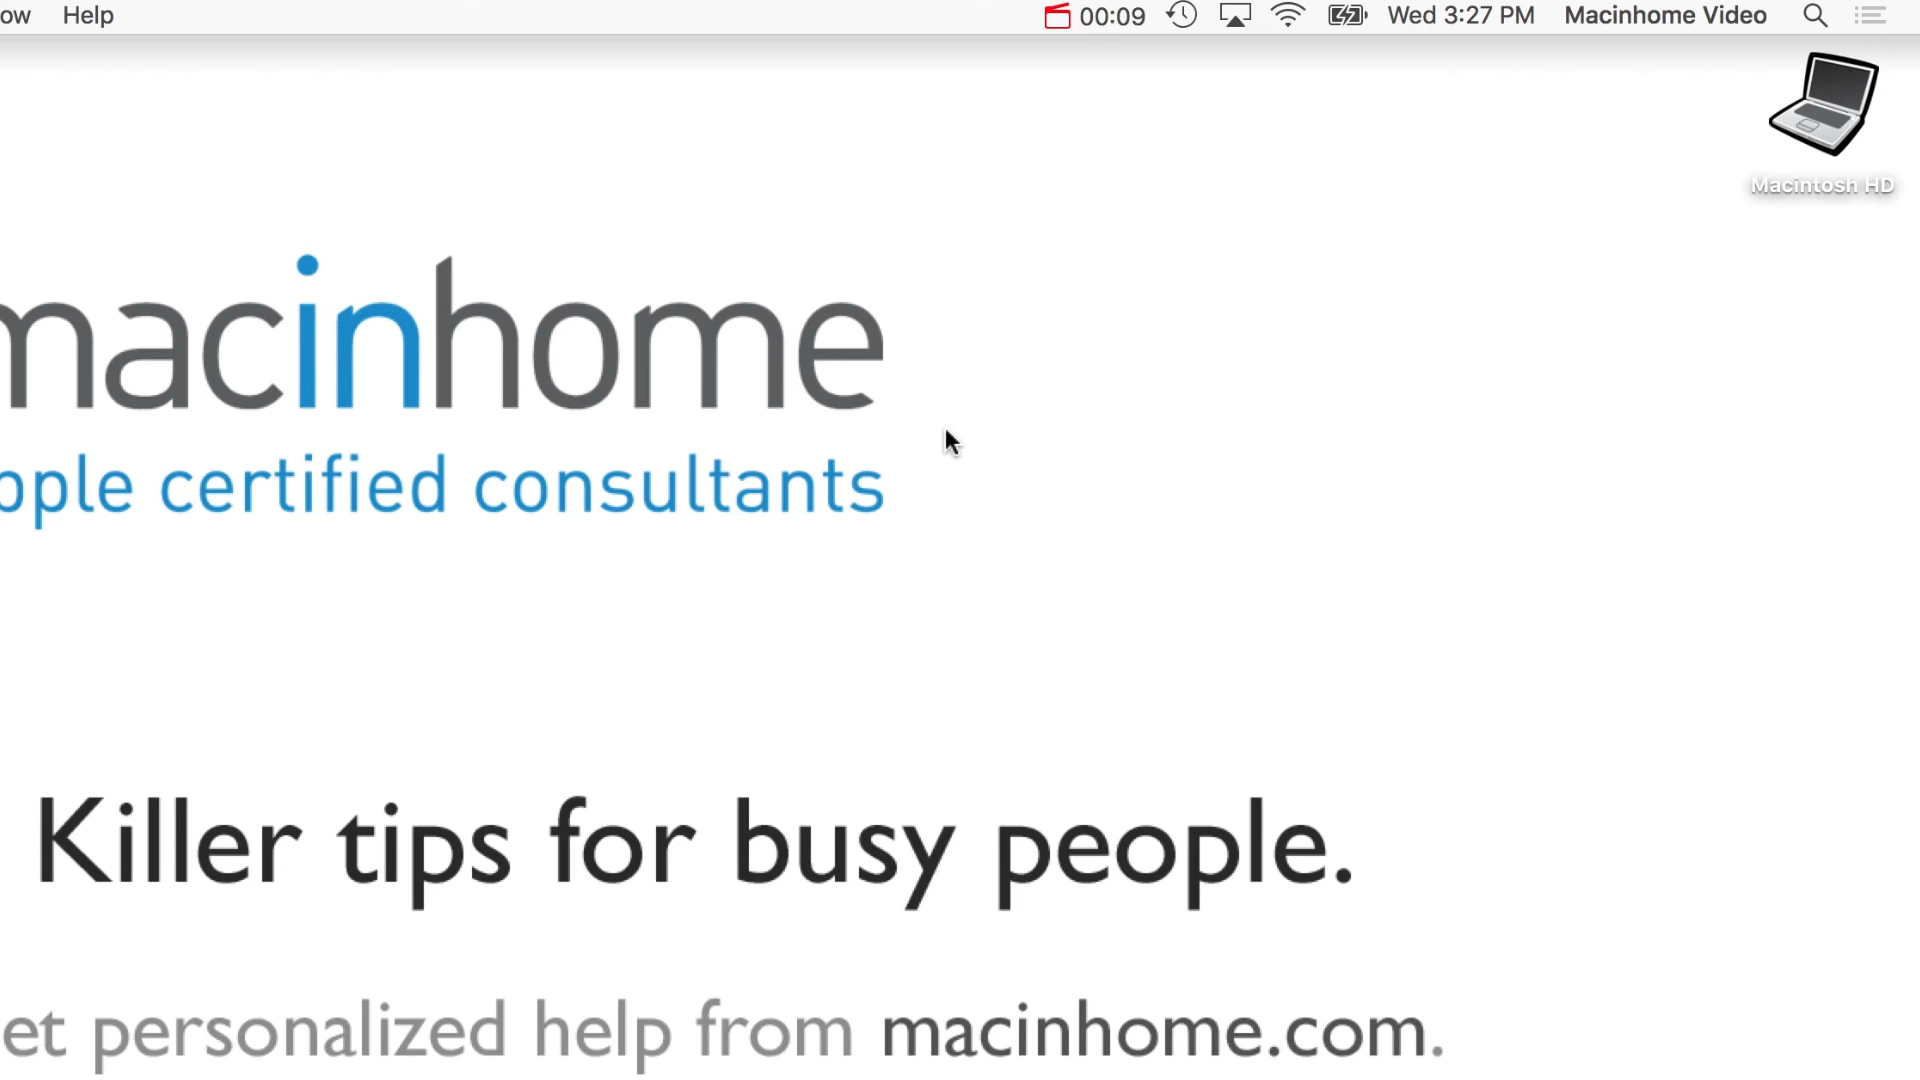 ow Help 00:09 Wed 3:27 PM Macinhome Video
Macintosh HD
macinhome
pple certified consultants
Killer tips for busy people.
et personalized help from macinhome.com.